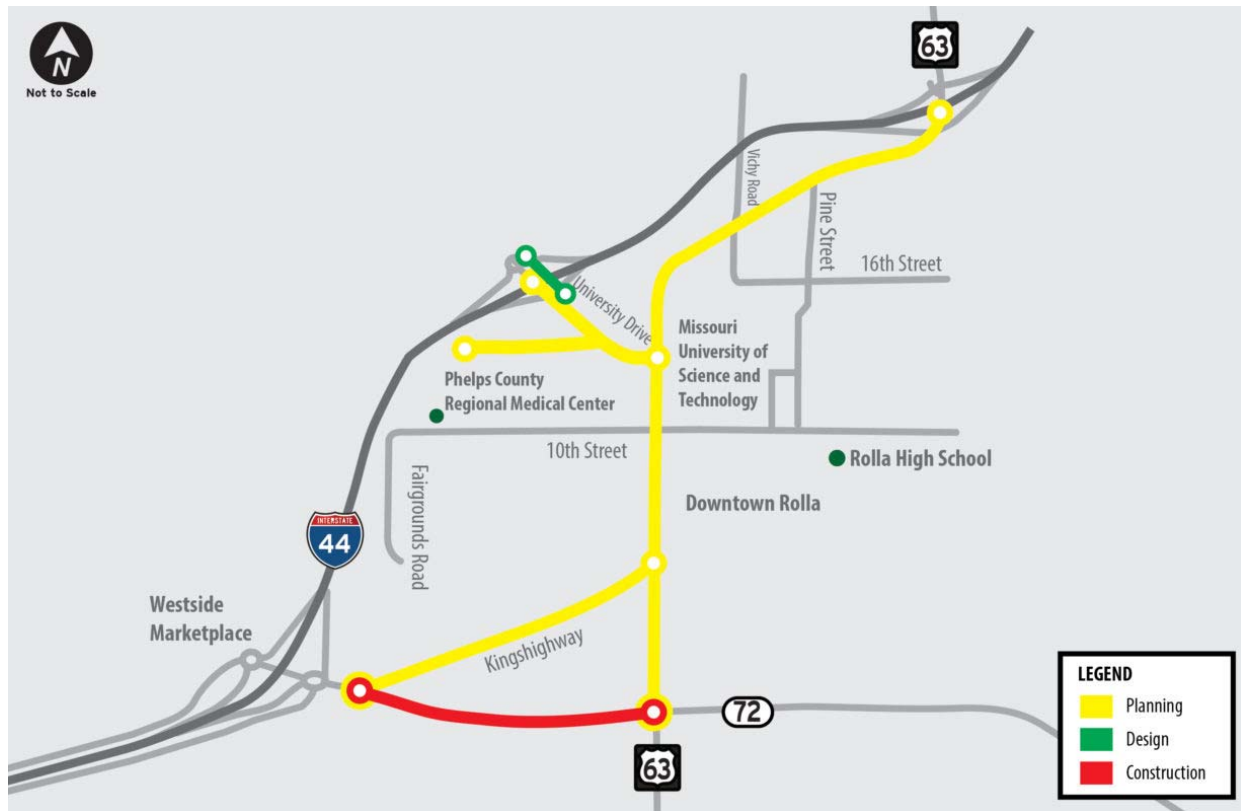 63
N
Not to Scale
Vichy Road
Pine Street
16th Street
University Drive
Missouri
University of
Science and
Technology
Phelps County
Regional Medical Center
10th Street
Rolla High School
Fairgrounds Road
Downtown Rolla
INTERSTATE
44
Westside
Marketplace
Kingshighway
72
63
LEGEND
Planning
Design
Construction